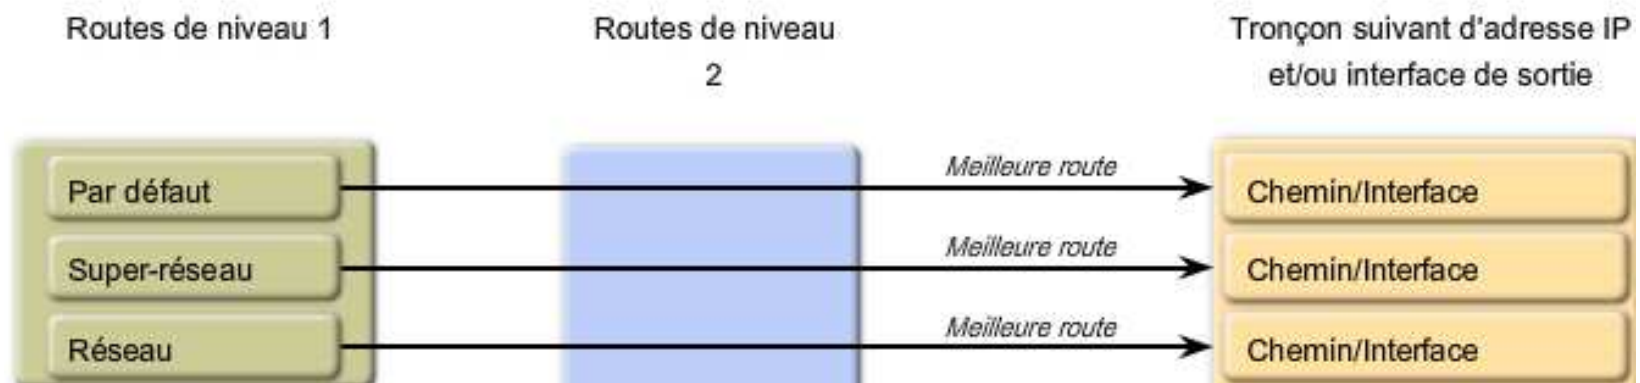 Routes de niveau 1
Routes de niveau
2
Tronçon suivant d'adresse IP
et/ou interface de sortie
Par défaut
Meilleure route
Chemin/Interface
Super-réseau
Meilleure route
Chemin/Interface
Réseau
Meilleure route
Chemin/Interface